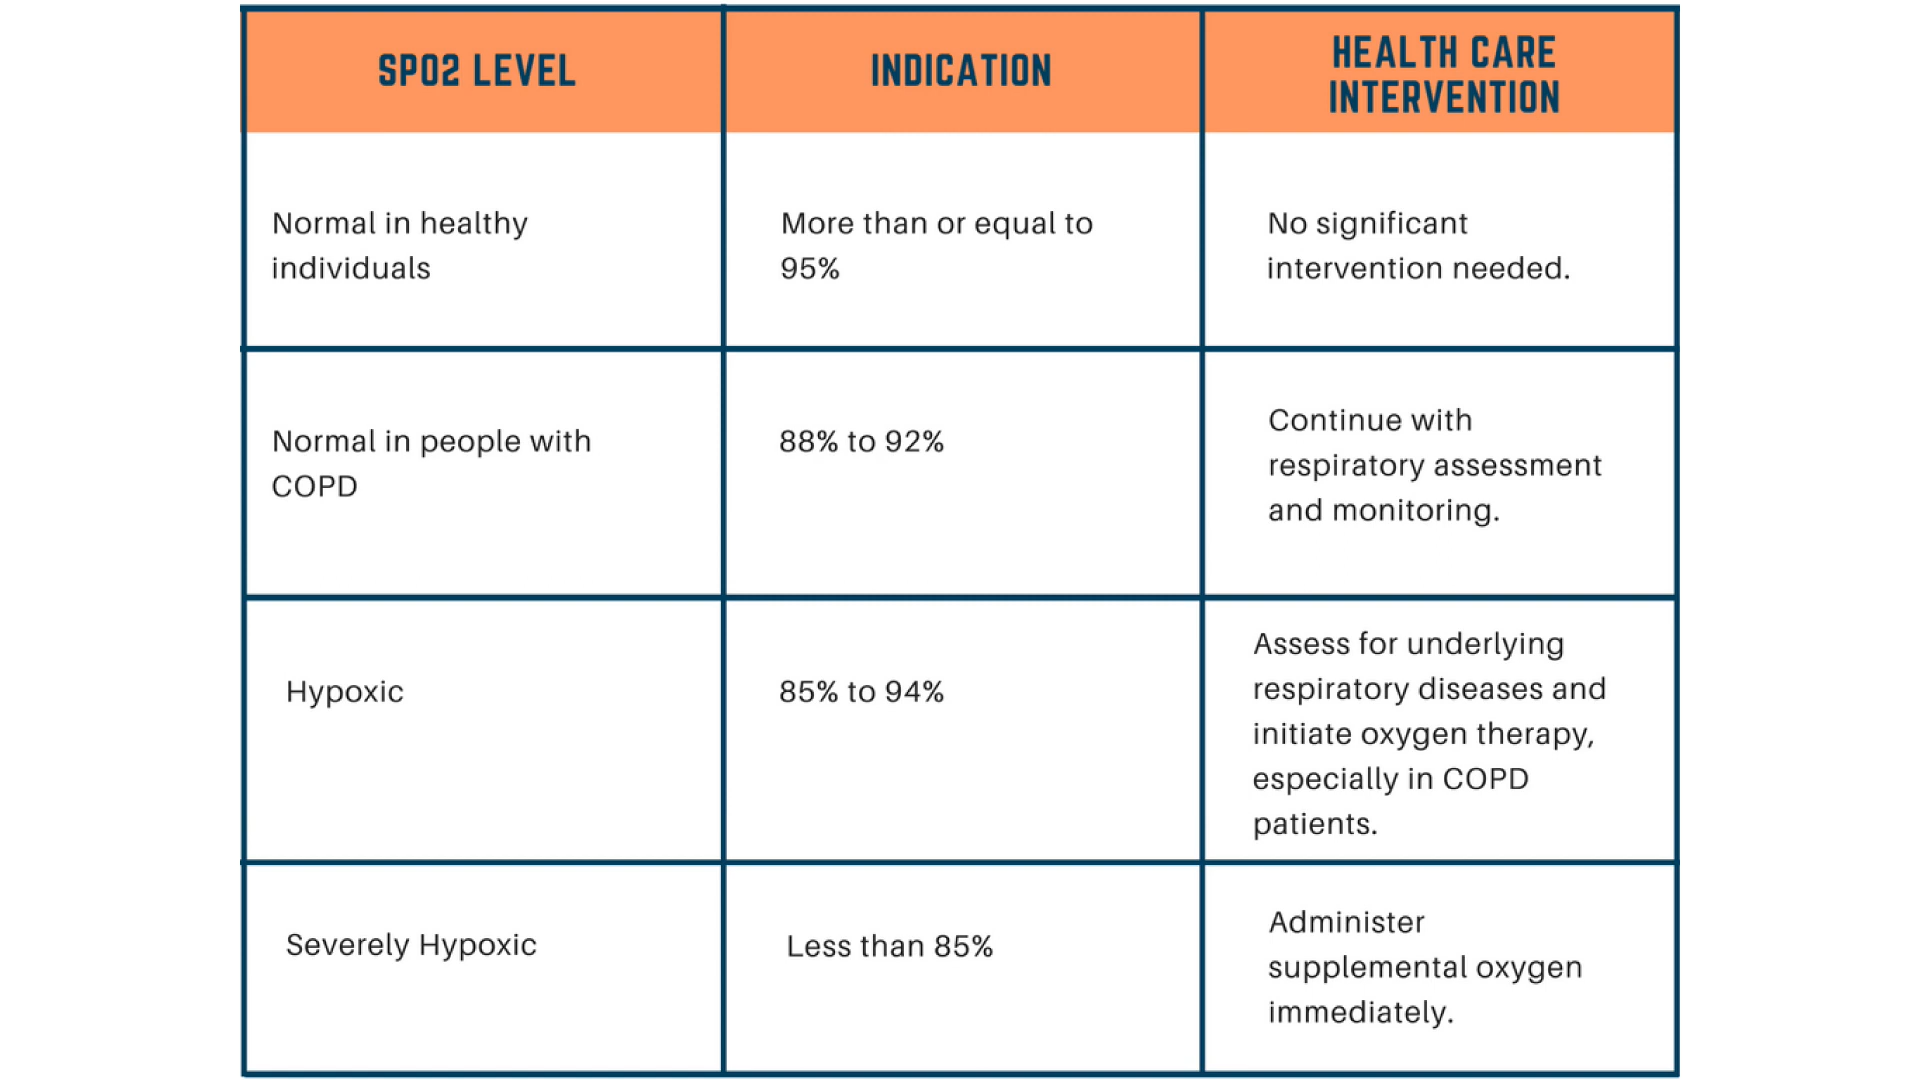 SPO2 LEVEL
INDICATION
HEALTH CARE
INTERVENTION
Normal in healthy
individuals
More than or equal to
95%
No significant
intervention needed.
Normal in people with
COPD
88% to 92%
Continue with
respiratory assessment
and monitoring.
Hypoxic
85% to 94%
Assess for underlying
respiratory diseases and
initiate oxygen therapy,
especially in COPD
patients.
Severely Hypoxic
Less than 85%
Administer
supplemental oxygen
immediately.